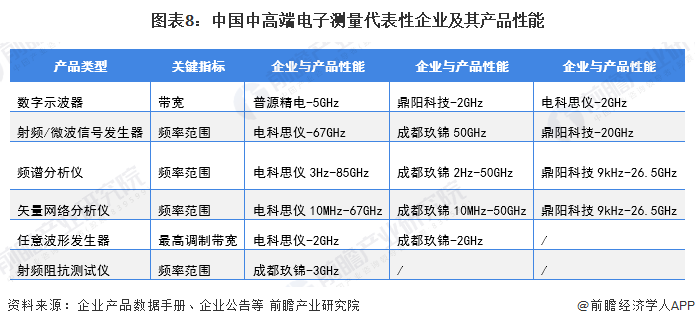 图表8：中国中高端电子测量代表性企业及其产品性能
产品类型 关键指标 企业与产品性能 企业与产品性能 企业与产品性能
数字示波器 带宽 普源精电-5GHz 鼎阳科技-2GHz 电科思仪-2GHz
射频/微波信号发生器 频率范围 电科思仪-67GHz 成都玖锦 50GHz 鼎阳科技-20GHz
频谱分析仪 频率范围 电科思仪 3Hz-85GHz 成都玖锦 2Hz-50GHz 鼎阳科技 9kHz-26.5GHz
矢量网络分析仪 频率范围 电科思仪 10MHz-67GHz 成都玖锦 10MHz-50GHz 鼎阳科技 9kHz-26.5GHz
任意波形发生器 最高调制带宽 电科思仪-2GHz 成都玖锦-2GHz /
射频阻抗测试仪 频率范围 成都玖锦-3GHz / /
资料来源：企业产品数据手册、企业公告等 前瞻产业研究院
@前瞻经济学人APP